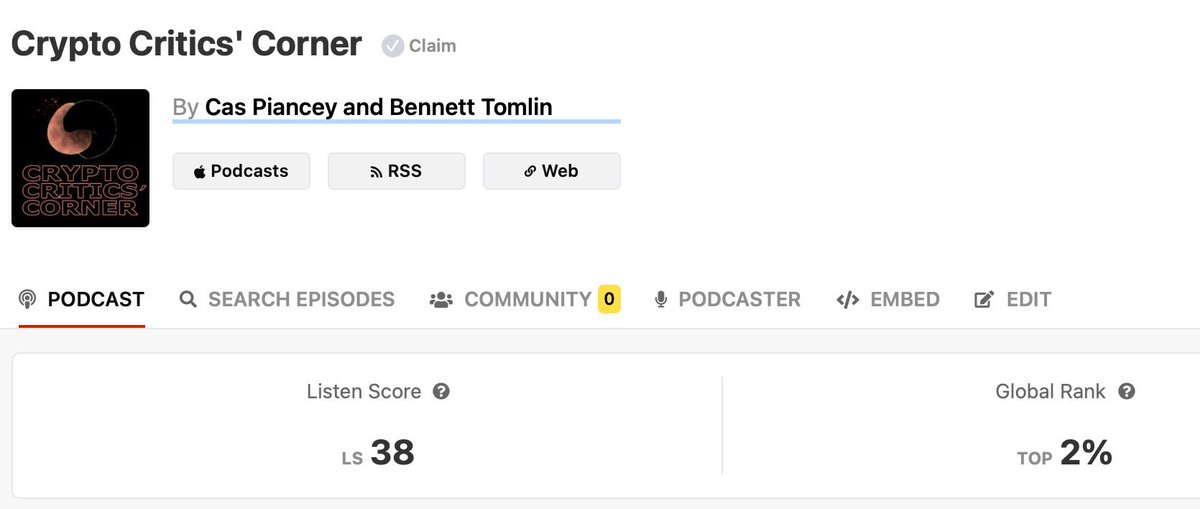 Crypto Critics' Corner Claim
By Cas Piancey and Bennett Tomlin
CRYPTO
CRITICS'
CORNER
Podcasts RSS Web
PODCAST SEARCH EPISODES COMMUNITY 0 PODCASTER EMBED EDIT
Listen Score Global Rank
LS 38 TOP 2%